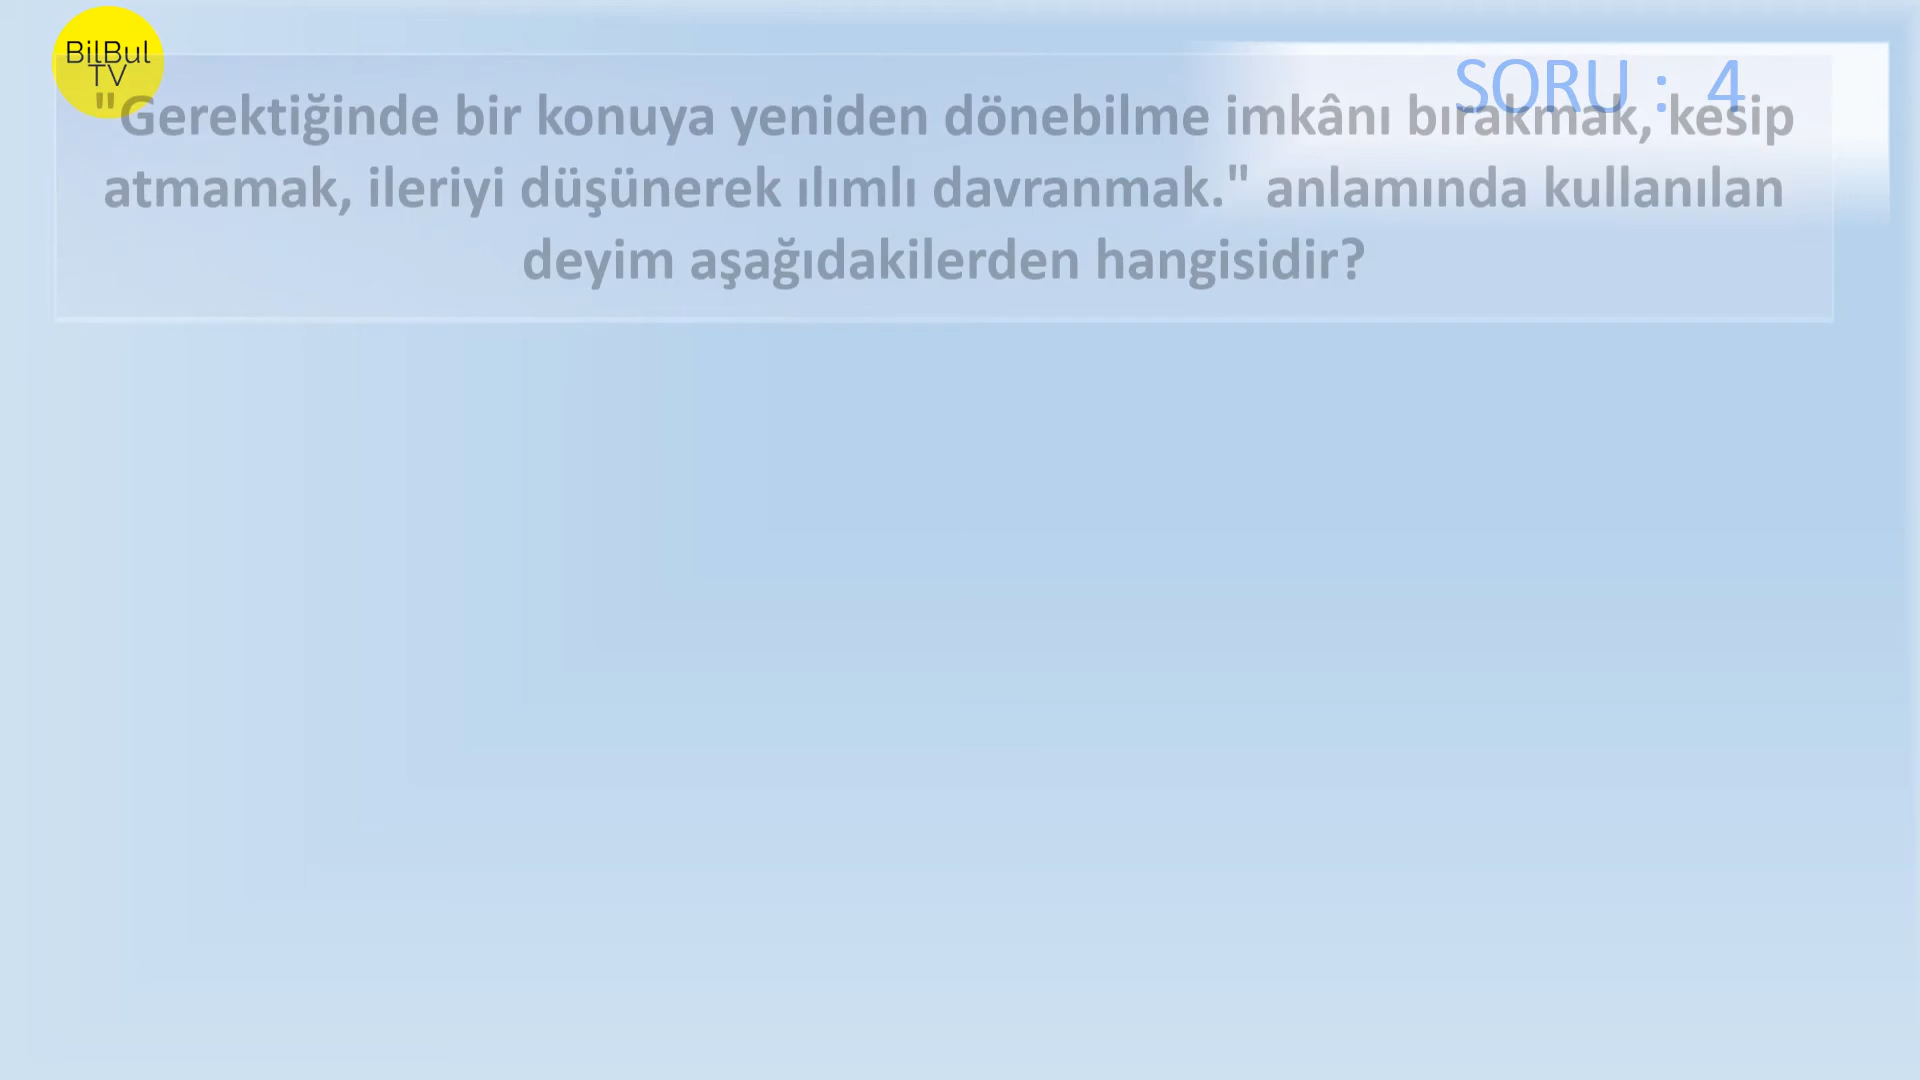 BilBul
TV
SORU : 4
"Gerektiğinde bir konuya yeniden dönebilme imkânı bırakmak, kesip
atmamak, ileriyi düşünerek ılımlı davranmak." anlamında kullanılan
deyim aşağıdakilerden hangisidir?